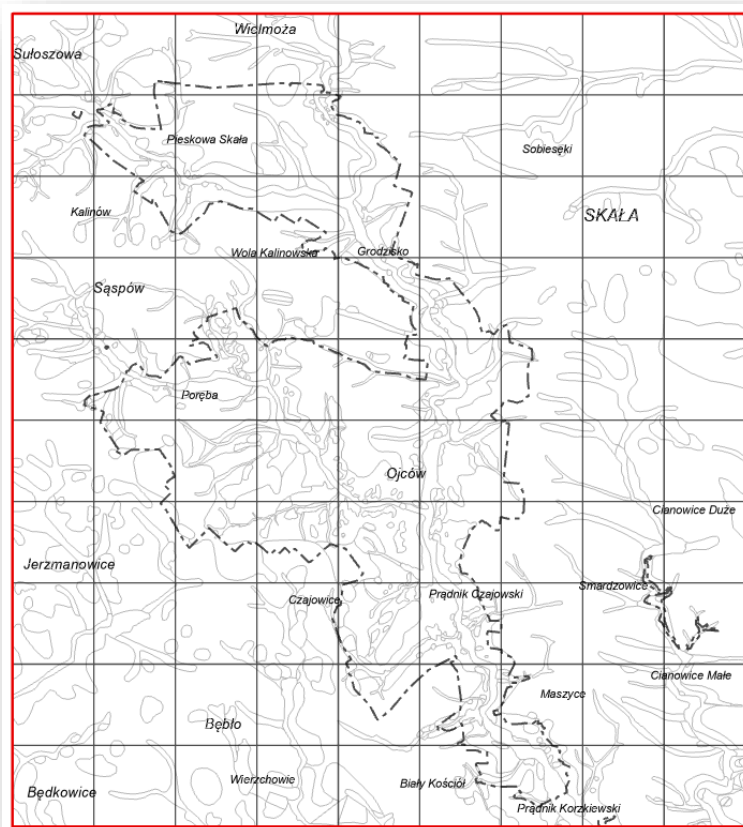 Wielmoża
Sułoszowa
Pieskowa Skała
Sobiesęki
Kalinów
SKAŁA
Wola Kalinowska
Grodzisko
Sąspów
Poręba
Ojców
Cianowice Duże
Jerzmanowice
Smardzowice
Czajowice
Prądnik Czajowski
Cianowice Małe
Maszyce
Bębło
Wierzchowie
Biały Kościół
Będkowice
Prądnik Korzkiewski